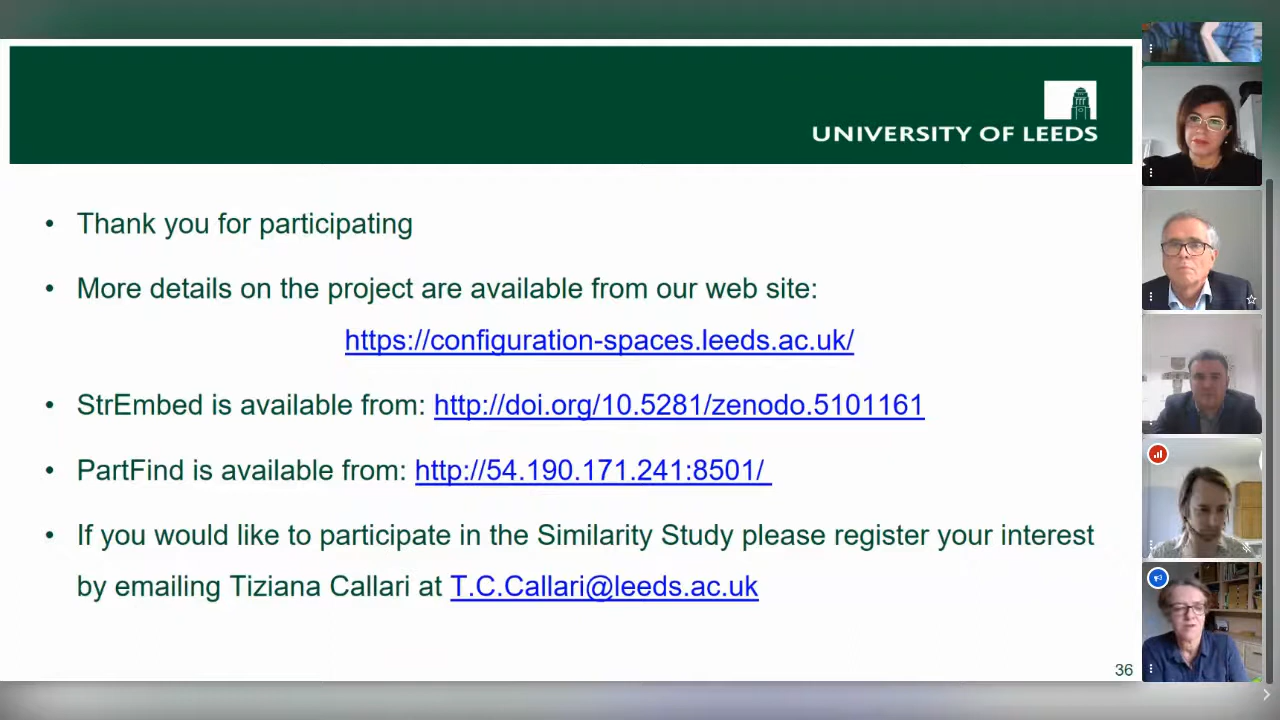 UNIVERSITY OF LEEDS
• Thank you for participating
• More details on the project are available from our web site:
https://configuration-spaces.leeds.ac.uk/
• StrEmbed is available from: http://doi.org/10.5281/zenodo.5101161
• PartFind is available from: http://54.190.171.241:8501/
• If you would like to participate in the Similarity Study please register your interest
by emailing Tiziana Callari at T.C.Callari@leeds.ac.uk
36